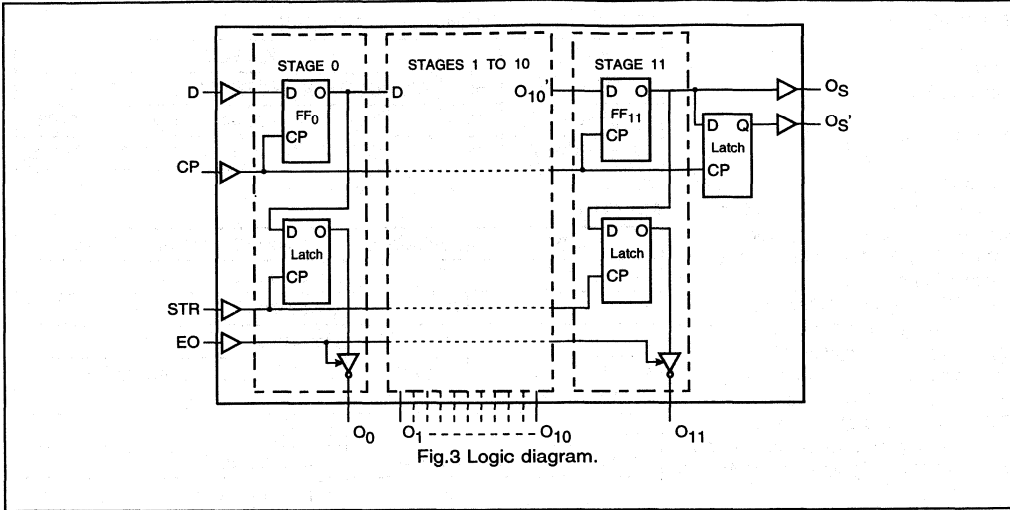 STAGE 0 STAGES 1 TO 10 STAGE 11
D D O D O10' D O OS
FF0 FF11 D Q OS'
CP CP Latch
CP CP
D O D O
Latch Latch
CP CP
STR
EO
O0 O1 O10 O11
Fig.3 Logic diagram.